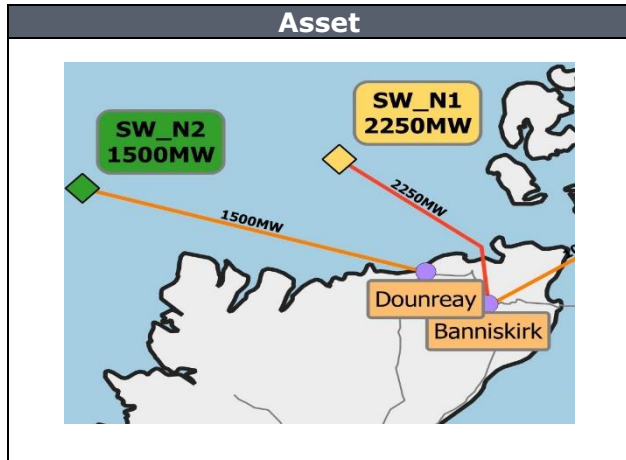 Asset
SW_N2
1500MW
SW_N1
2250MW
1500MW
2250MW
Dounreay
Banniskirk